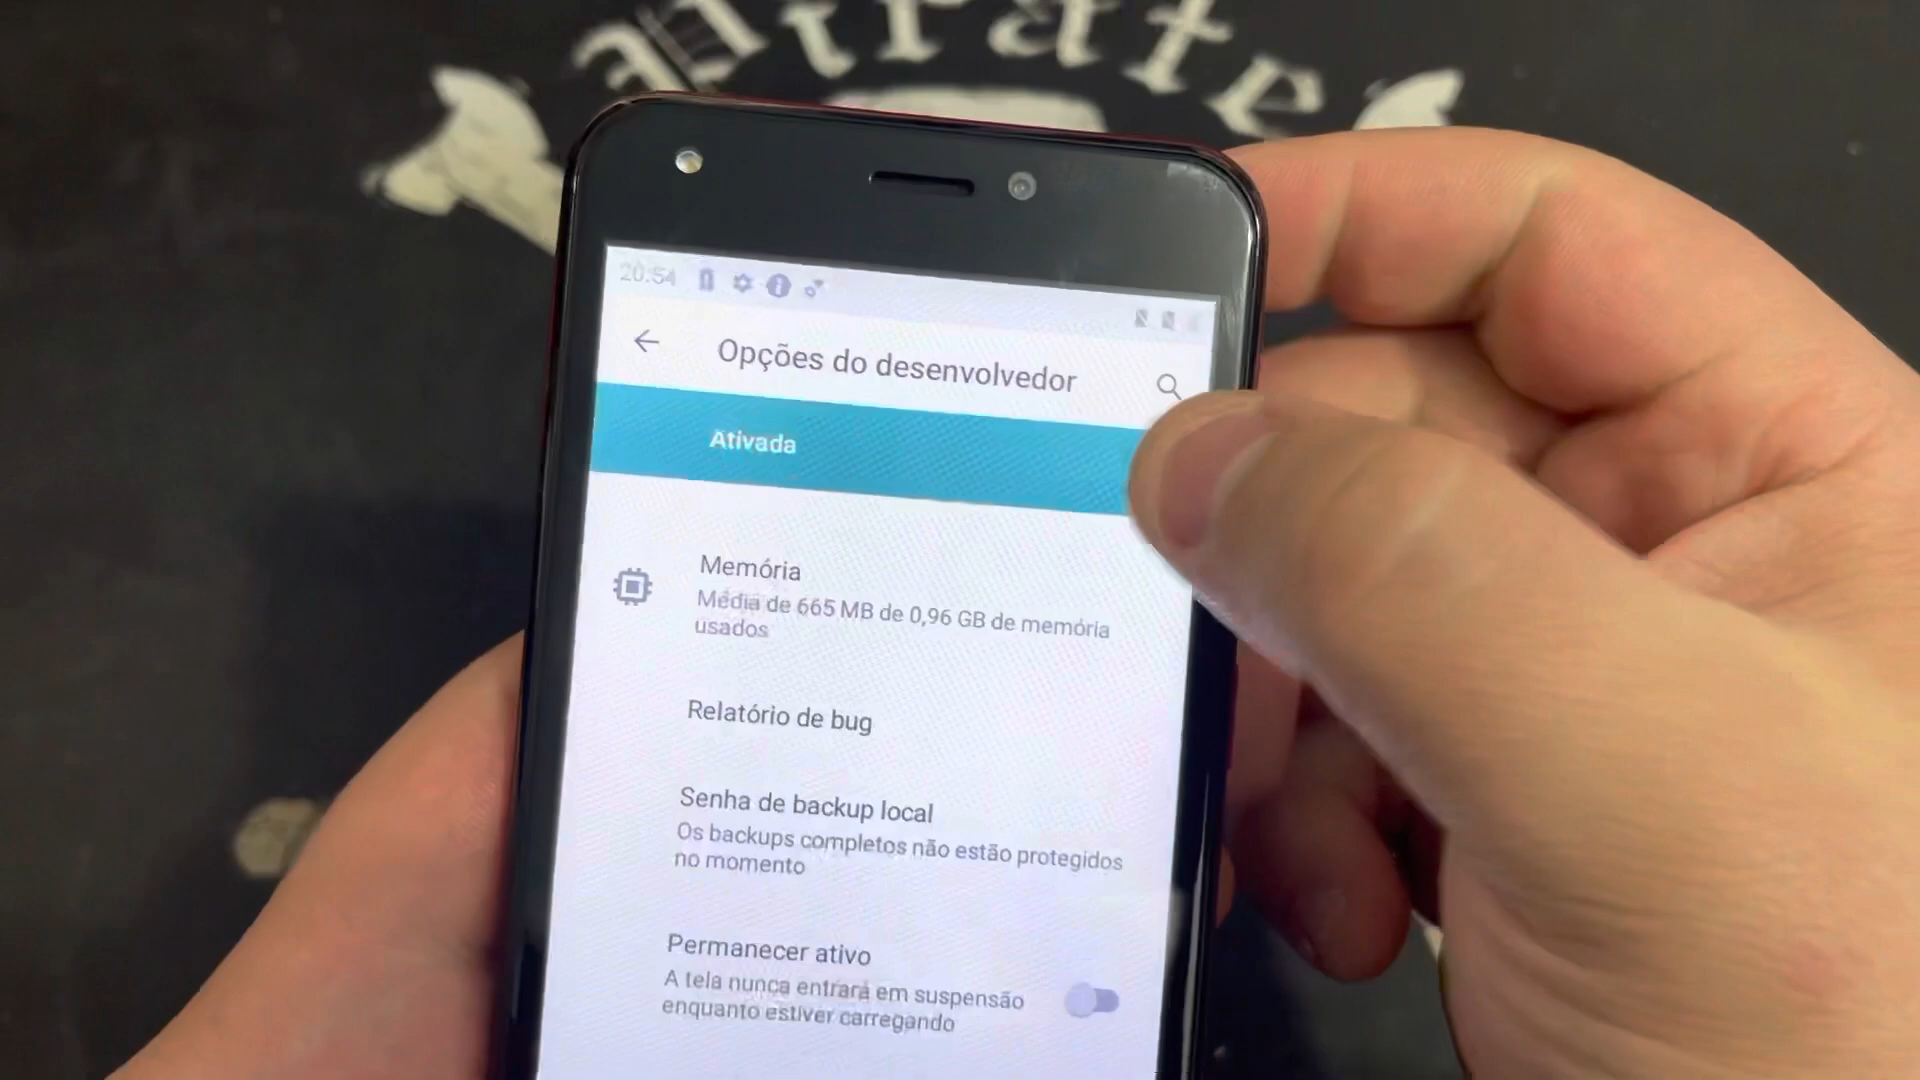 Pirate
20:54
Opções do desenvolvedor
Ativada
Memória
Média de 665 MB de 0,96 GB de memória
usados
Relatório de bug
Senha de backup local
Os backups completos não estão protegidos
no momento
Permanecer ativo
A tela nunca entrará em suspensão
enquanto estiver carregando